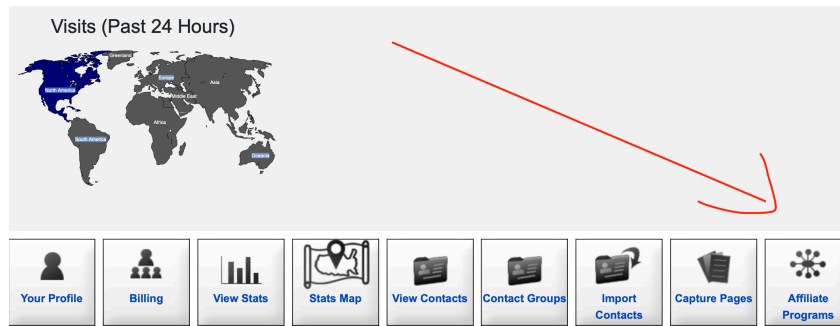 Visits (Past 24 Hours)
Greenland
North America
Europe
Asia
Middle East
Africa
South America
Oceania
Your Profile
Billing
View Stats
Stats Map
View Contacts
Contact Groups
Import
Contacts
Capture Pages
Affiliate
Programs